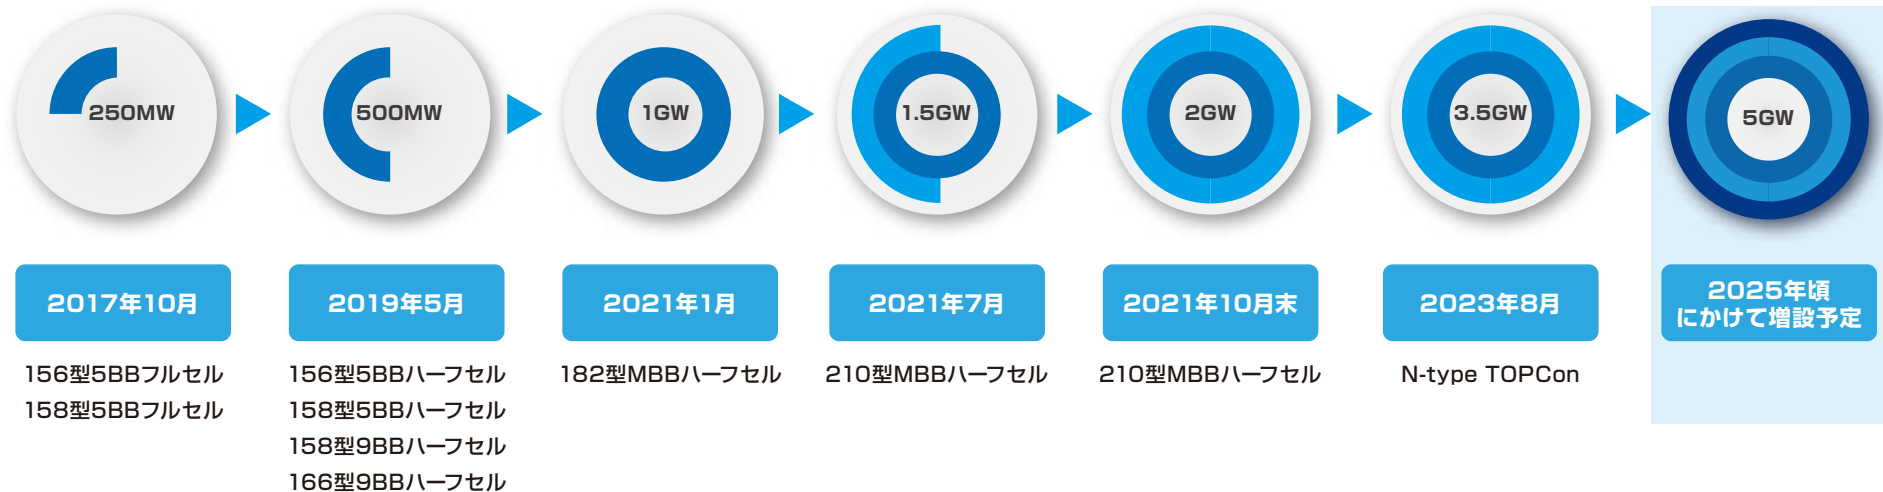 250MW
500MW
1GW
1.5GW
2GW
3.5GW
5GW
2017年10月
2019年5月
2021年1月
2021年7月
2021年10月末
2023年8月
2025年頃
にかけて増設予定
156型5BBフルセル
158型5BBフルセル
156型5BBハーフセル
158型5BBハーフセル
158型9BBハーフセル
166型9BBハーフセル
182型MBBハーフセル
210型MBBハーフセル
210型MBBハーフセル
N-type TOPCon